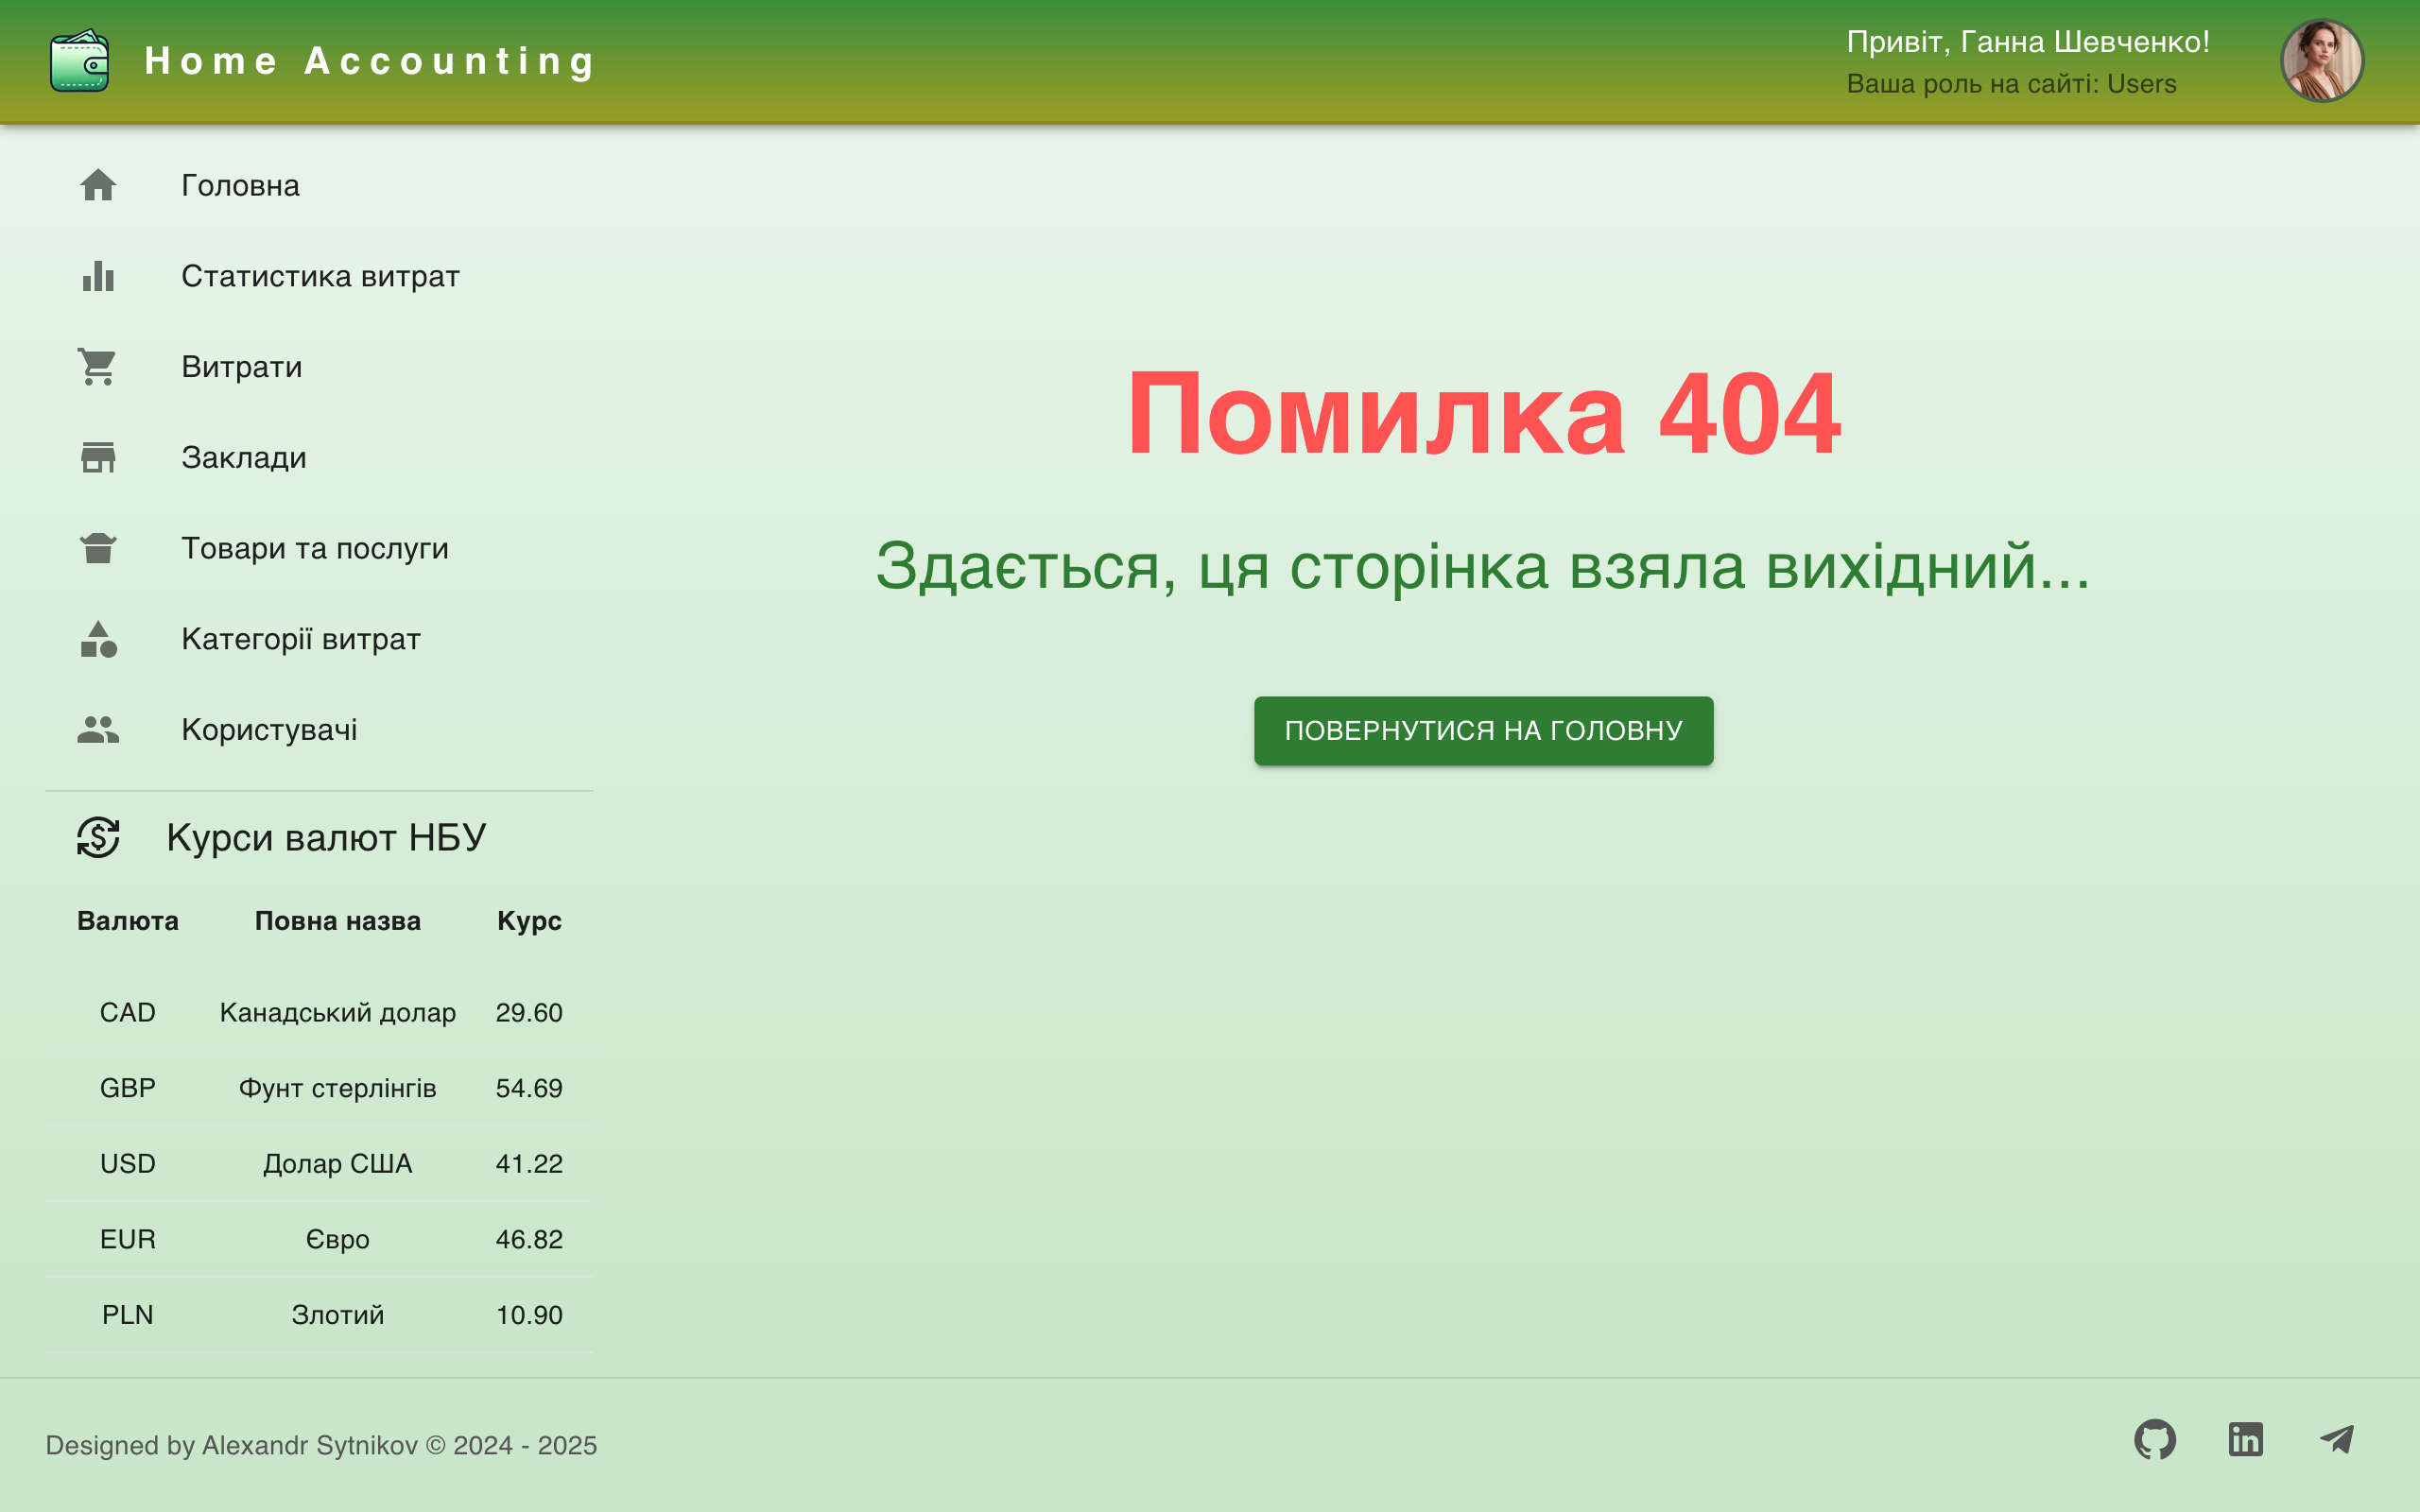 Home Accounting
Привіт, Ганна Шевченко!
Ваша роль на сайті: Users
Головна
Статистика витрат
Витрати
Заклади
Товари та послуги
Категорії витрат
Користувачі
Курси валют НБУ
Валюта Повна назва Курс
CAD Канадський долар 29.60
GBP Фунт стерлінгів 54.69
USD Долар США 41.22
EUR Євро 46.82
PLN Злотий 10.90
Помилка 404
Здається, ця сторінка взяла вихідний...
ПОВЕРНУТИСЯ НА ГОЛОВНУ
Designed by Alexandr Sytnikov © 2024 - 2025